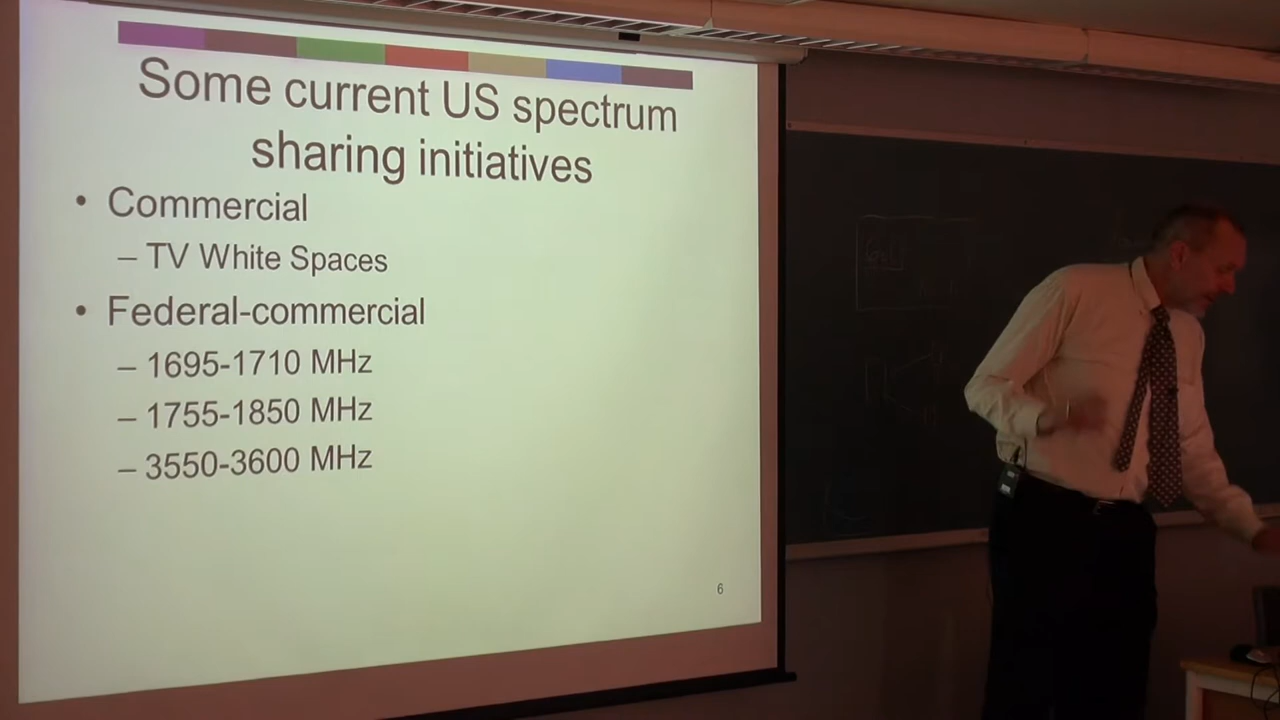 Some current US spectrum
sharing initiatives
• Commercial
– TV White Spaces
• Federal-commercial
– 1695-1710 MHz
– 1755-1850 MHz
– 3550-3600 MHz
6